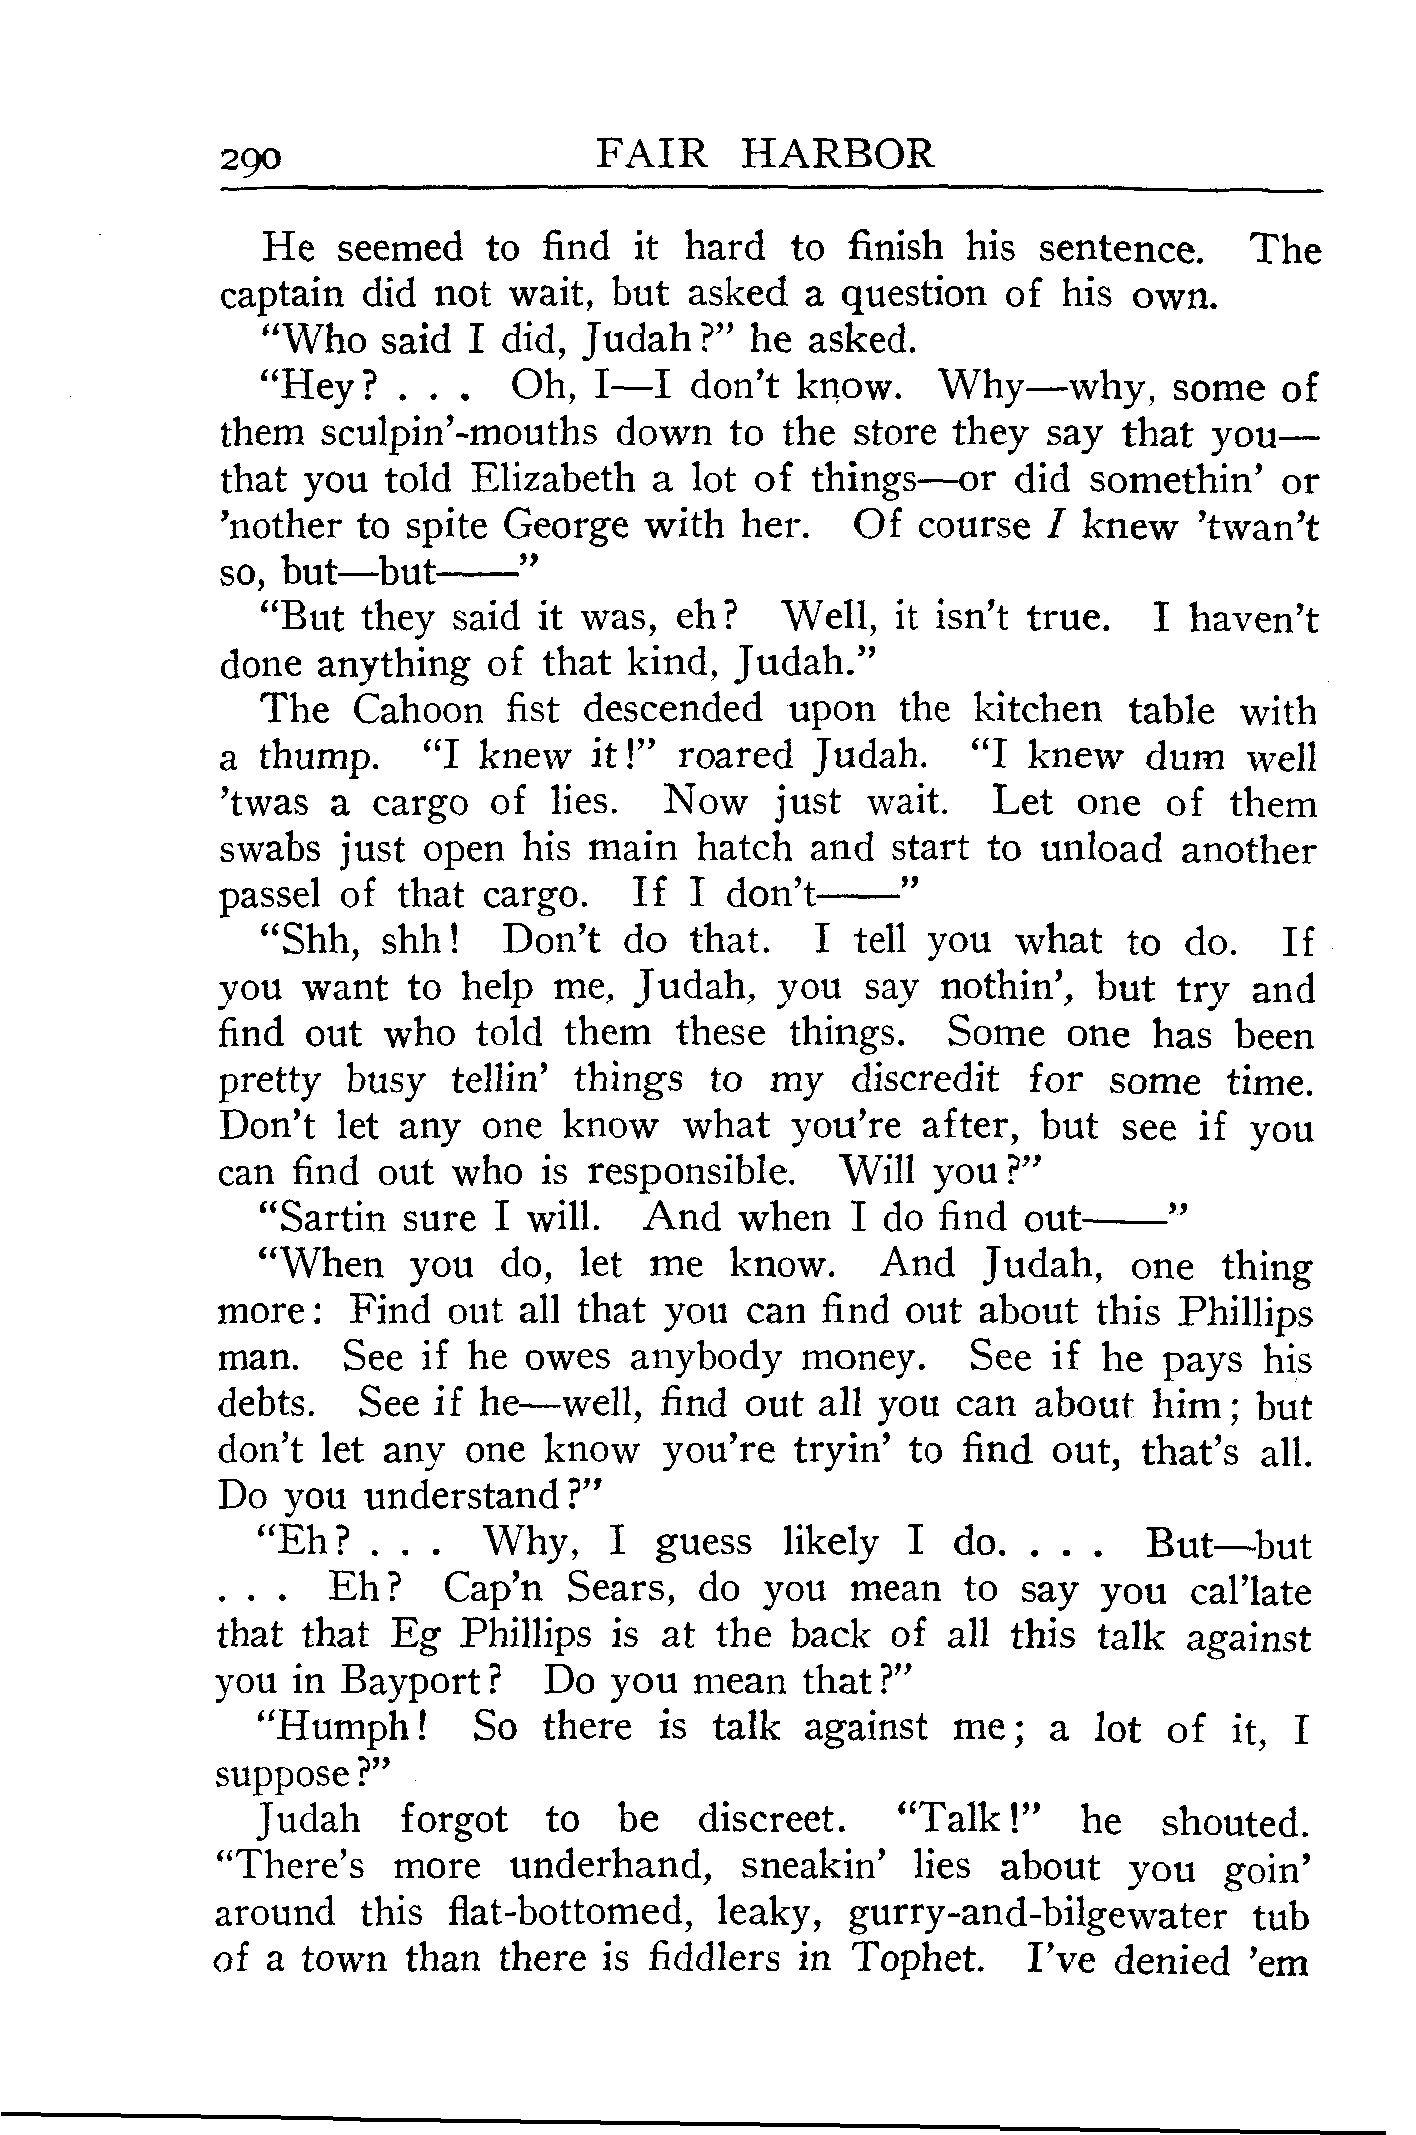 290 FAIR HARBOR
He seemed to find it hard to finish his sentence. The
captain did not wait, but asked a question of his own.
“Who said I did, Judah?” he asked.
“Hey? . . . Oh, I—I don’t know. Why—why, some of
them sculpin’-mouths down to the store they say that you—
that you told Elizabeth a lot of things—or did somethin’ or
’nother to spite George with her. Of course I knew ’twan’t
so, but—but——”
“But they said it was, eh? Well, it isn’t true. I haven’t
done anything of that kind, Judah.”
The Cahoon fist descended upon the kitchen table with
a thump. “I knew it!” roared Judah. “I knew dum well
’twas a cargo of lies. Now just wait. Let one of them
swabs just open his main hatch and start to unload another
passel of that cargo. If I don’t——”
“Shh, shh! Don’t do that. I tell you what to do. If
you want to help me, Judah, you say nothin’, but try and
find out who told them these things. Some one has been
pretty busy tellin’ things to my discredit for some time.
Don’t let any one know what you’re after, but see if you
can find out who is responsible. Will you?”
“Sartin sure I will. And when I do find out——”
“When you do, let me know. And Judah, one thing
more: Find out all that you can find out about this Phillips
man. See if he owes anybody money. See if he pays his
debts. See if he—well, find out all you can about him; but
don’t let any one know you’re tryin’ to find out, that’s all.
Do you understand?”
“Eh? . . . Why, I guess likely I do. . . . But—but
. . . Eh? Cap’n Sears, do you mean to say you cal’late
that that Eg Phillips is at the back of all this talk against
you in Bayport? Do you mean that?”
“Humph! So there is talk against me; a lot of it, I
suppose?”
Judah forgot to be discreet. “Talk!” he shouted.
“There’s more underhand, sneakin’ lies about you goin’
around this flat-bottomed, leaky, gurry-and-bilgewater tub
of a town than there is fiddlers in Tophet. I’ve denied ’em